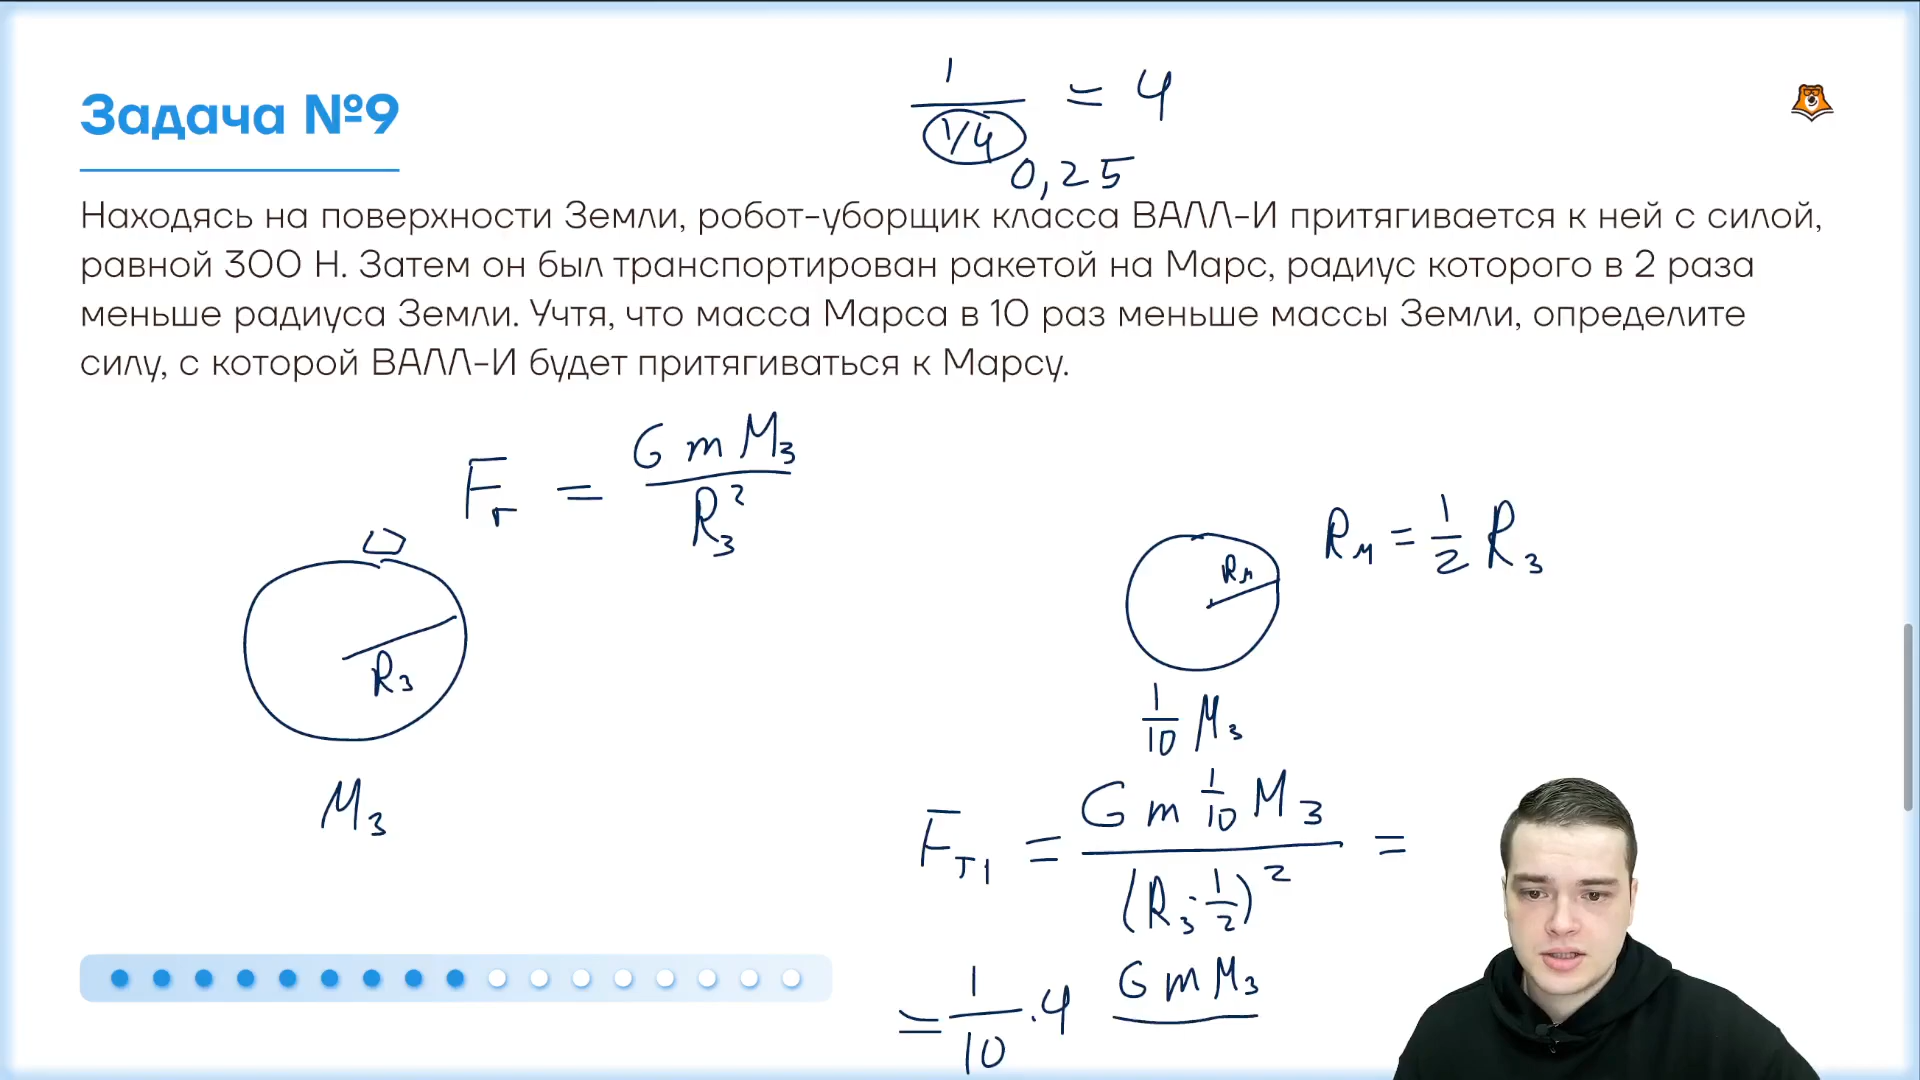 Задача №9
1 / (1/4) = 4
0,25
Находясь на поверхности Земли, робот-уборщик класса ВАЛЛ-И притягивается к ней с силой,
равной 300 Н. Затем он был транспортирован ракетой на Марс, радиус которого в 2 раза
меньше радиуса Земли. Учтя, что масса Марса в 10 раз меньше массы Земли, определите
силу, с которой ВАЛЛ-И будет притягиваться к Марсу.
Fт = G m Mз / Rз²
Rз
Mз
Rм
Rм = 1/2 Rз
1/10 Mз
Fт1 = G m 1/10 Mз / (Rз · 1/2)² =
= 1/10 · 4 G m Mз